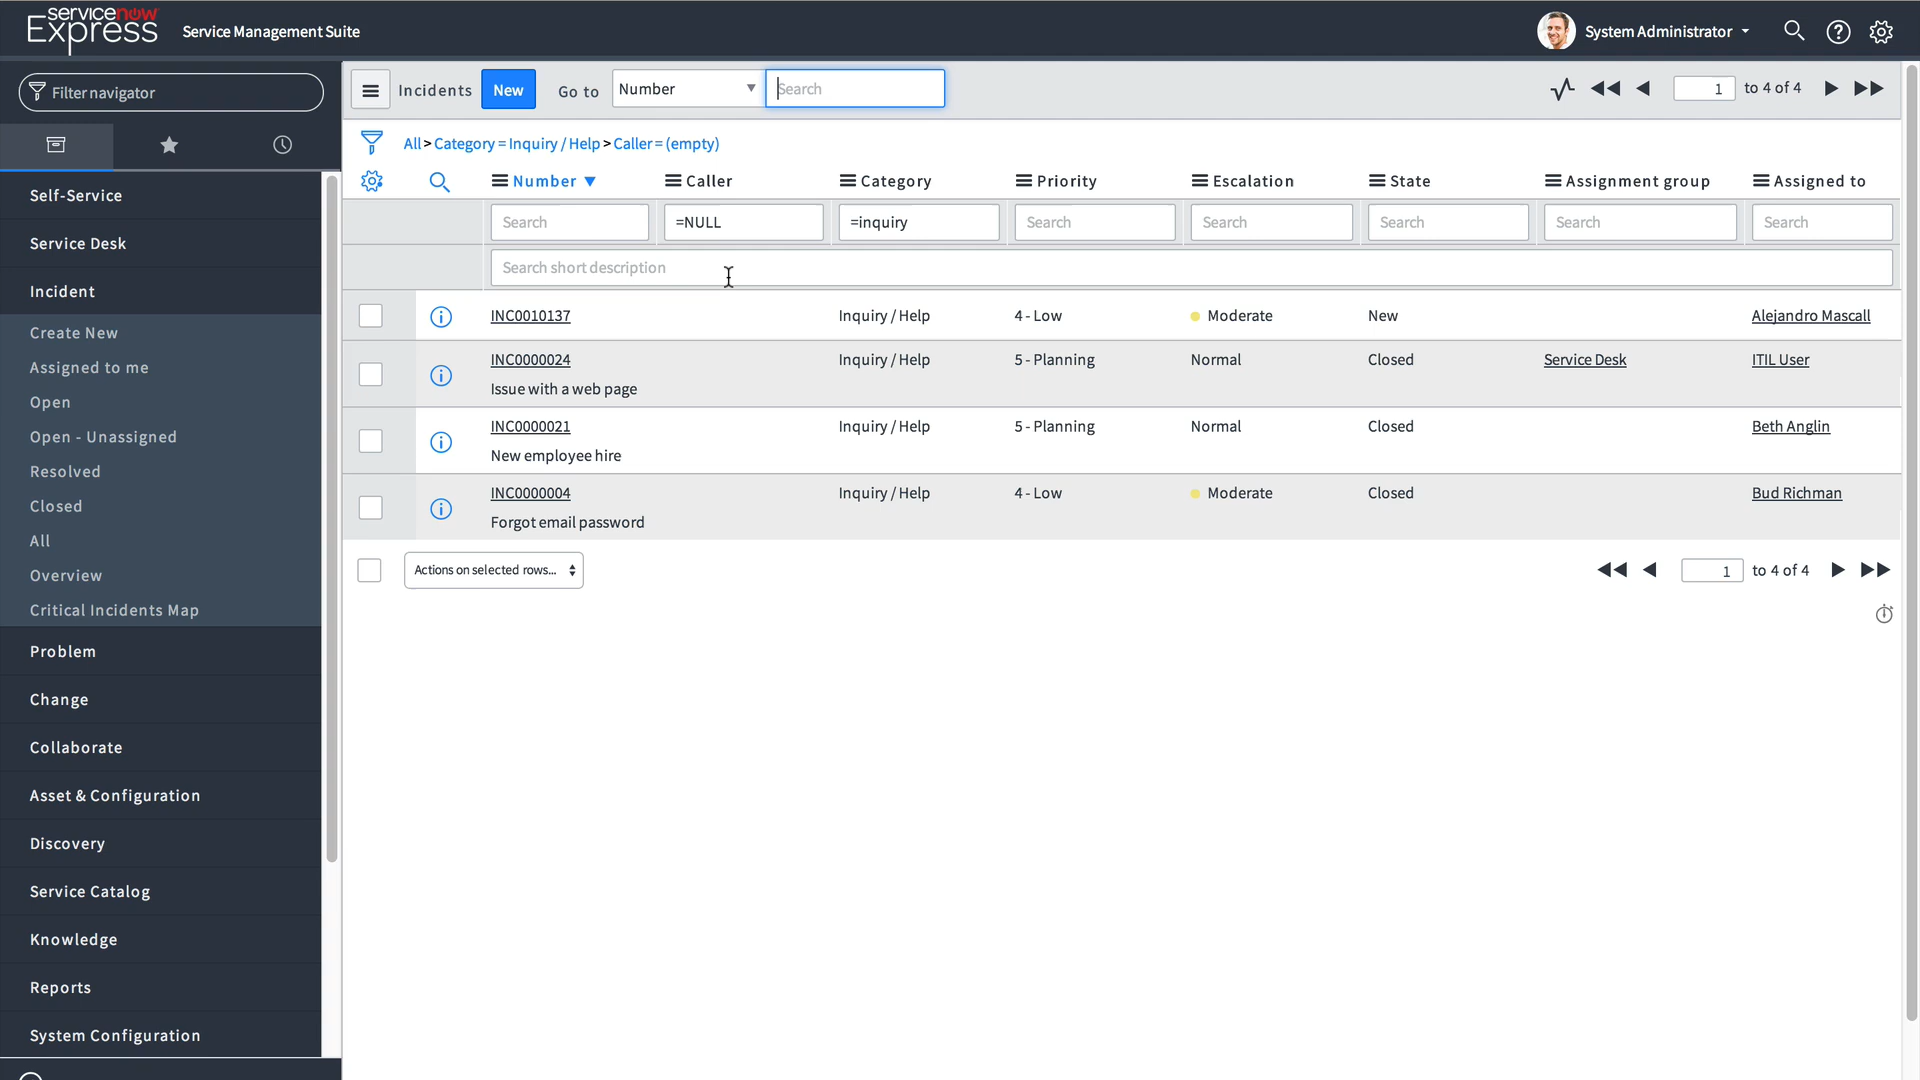 servicenow
Express
Service Management Suite
System Administrator
Filter navigator
Self-Service
Service Desk
Incident
Create New
Assigned to me
Open
Open - Unassigned
Resolved
Closed
All
Overview
Critical Incidents Map
Problem
Change
Collaborate
Asset & Configuration
Discovery
Service Catalog
Knowledge
Reports
System Configuration
Incidents New Go to Number Search 1 to 4 of 4
All > Category = Inquiry / Help > Caller = (empty)
Number Caller Category Priority Escalation State Assignment group Assigned to
Search =NULL =inquiry Search Search Search Search Search
Search short description
INC0010137 Inquiry / Help 4 - Low Moderate New Alejandro Mascall
INC0000024 Inquiry / Help 5 - Planning Normal Closed Service Desk ITIL User
Issue with a web page
INC0000021 Inquiry / Help 5 - Planning Normal Closed Beth Anglin
New employee hire
INC0000004 Inquiry / Help 4 - Low Moderate Closed Bud Richman
Forgot email password
Actions on selected rows... 1 to 4 of 4